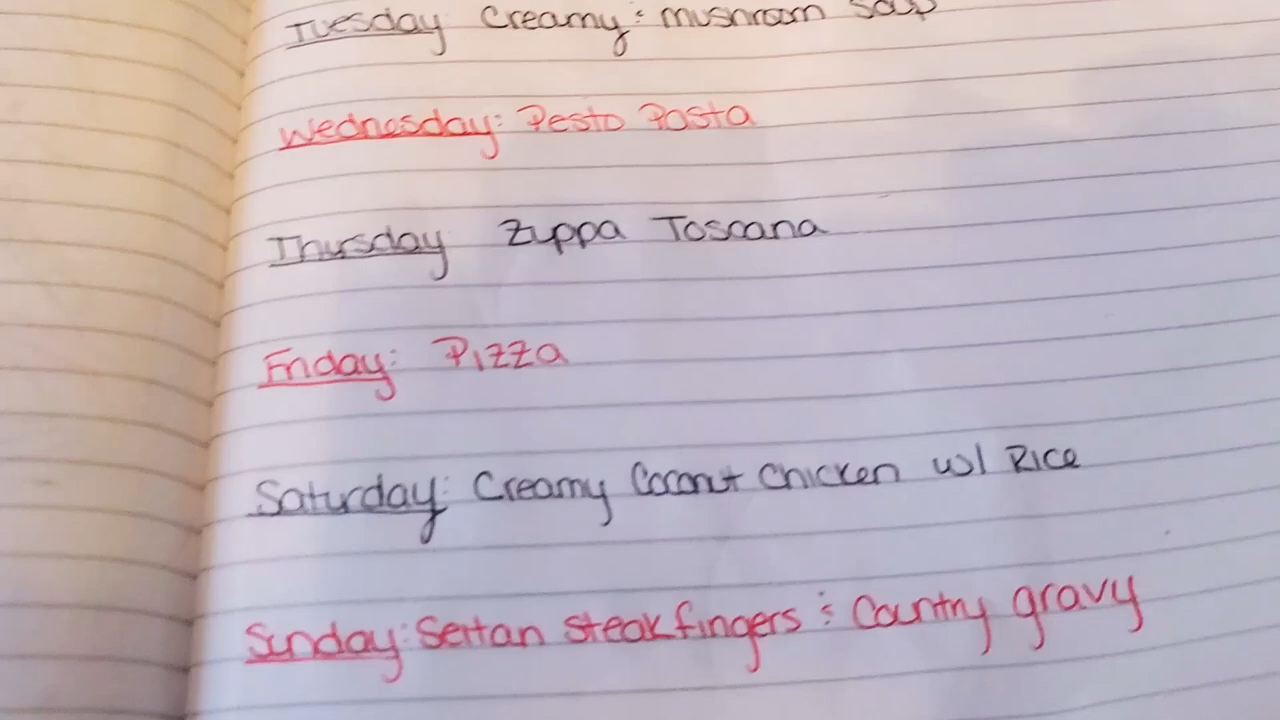 Tuesday Creamy : mushroom Soup
Wednesday: Pesto Pasta
Thursday Zuppa Toscana
Friday: Pizza
Saturday: Creamy Coconut Chicken w/ Rice
Sunday: Seitan Steak fingers : Country gravy